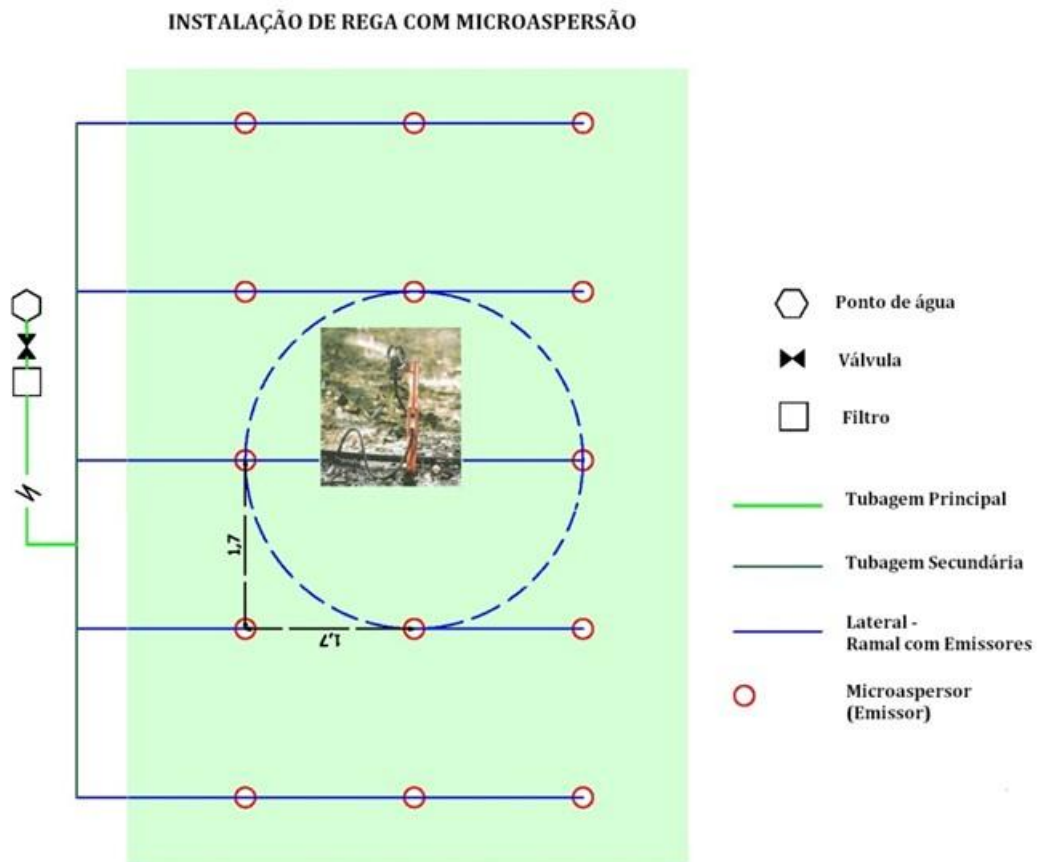 INSTALAÇÃO DE REGA COM MICROASPERSÃO
1,7
1,7
Ponto de água
Válvula
Filtro
Tubagem Principal
Tubagem Secundária
Lateral -
Ramal com Emissores
Microaspersor
(Emissor)